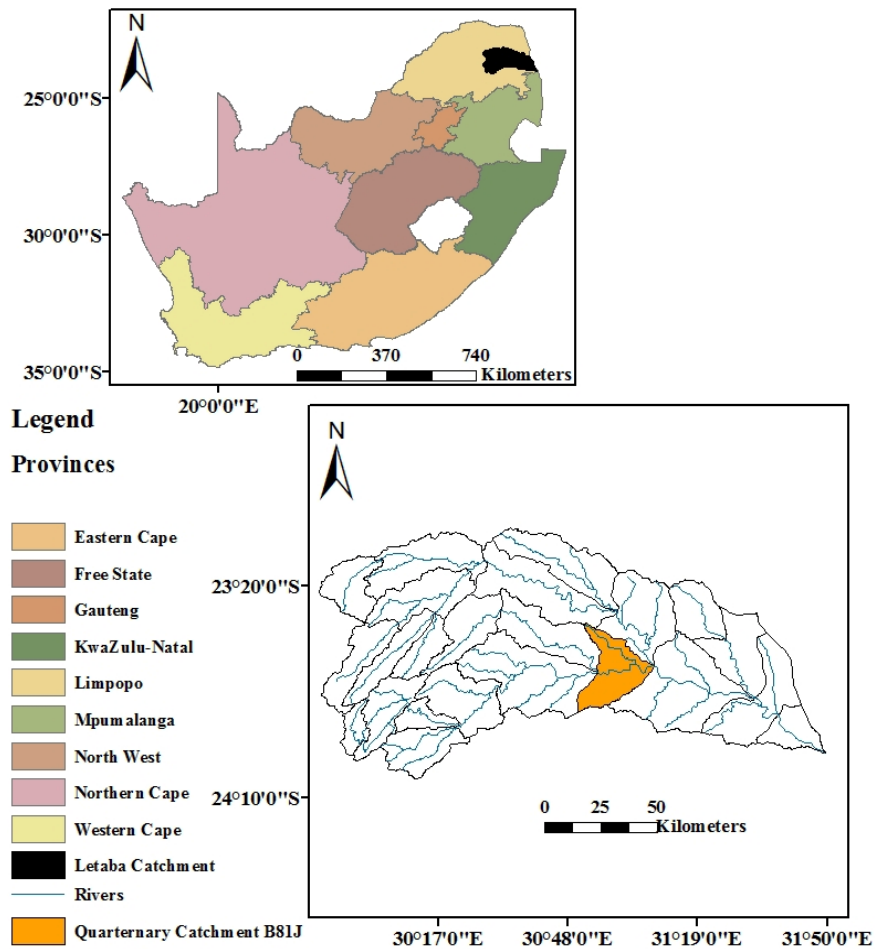 N
25°0'0"S
30°0'0"S
35°0'0"S
0 370 740
Kilometers
20°0'0"E
Legend
Provinces
Eastern Cape
Free State
Gauteng
KwaZulu-Natal
Limpopo
Mpumalanga
North West
Northern Cape
Western Cape
Letaba Catchment
Rivers
Quarternary Catchment B81J
N
23°20'0"S
24°10'0"S
0 25 50
Kilometers
30°17'0"E 30°48'0"E 31°19'0"E 31°50'0"E